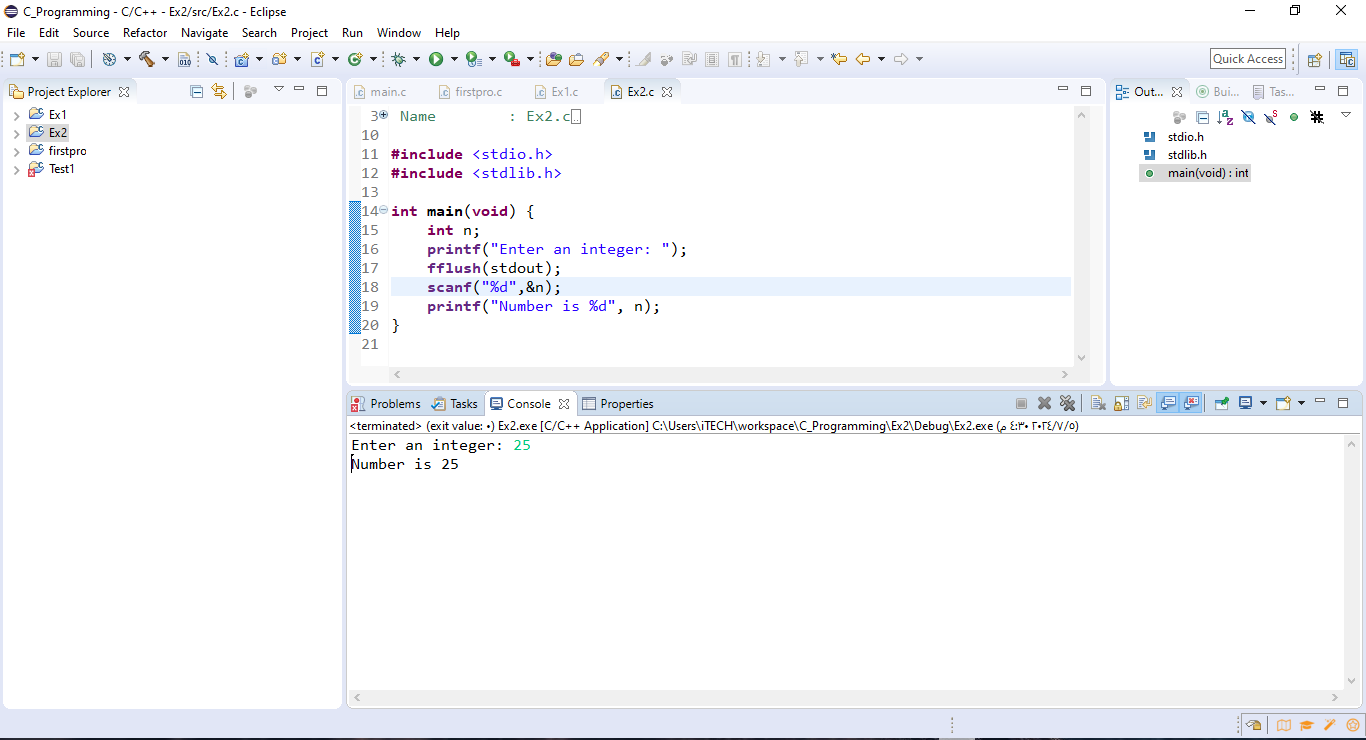 C_Programming - C/C++ - Ex2/src/Ex2.c - Eclipse
File Edit Source Refactor Navigate Search Project Run Window Help
Quick Access
Project Explorer
Ex1
Ex2
firstpro
Test1
main.c firstpro.c Ex1.c Ex2.c
3 Name : Ex2.c
10
11 #include <stdio.h>
12 #include <stdlib.h>
13
14 int main(void) {
15 int n;
16 printf("Enter an integer: ");
17 fflush(stdout);
18 scanf("%d",&n);
19 printf("Number is %d", n);
20 }
21
Out... Bui... Tas...
stdio.h
stdlib.h
main(void) : int
Problems Tasks Console Properties
<terminated> (exit value: ٠) Ex2.exe [C/C++ Application] C:\Users\iTECH\workspace\C_Programming\Ex2\Debug\Ex2.exe (٢٠٢٤/٧/٥ ٤:٣٠ م)
Enter an integer: 25
Number is 25